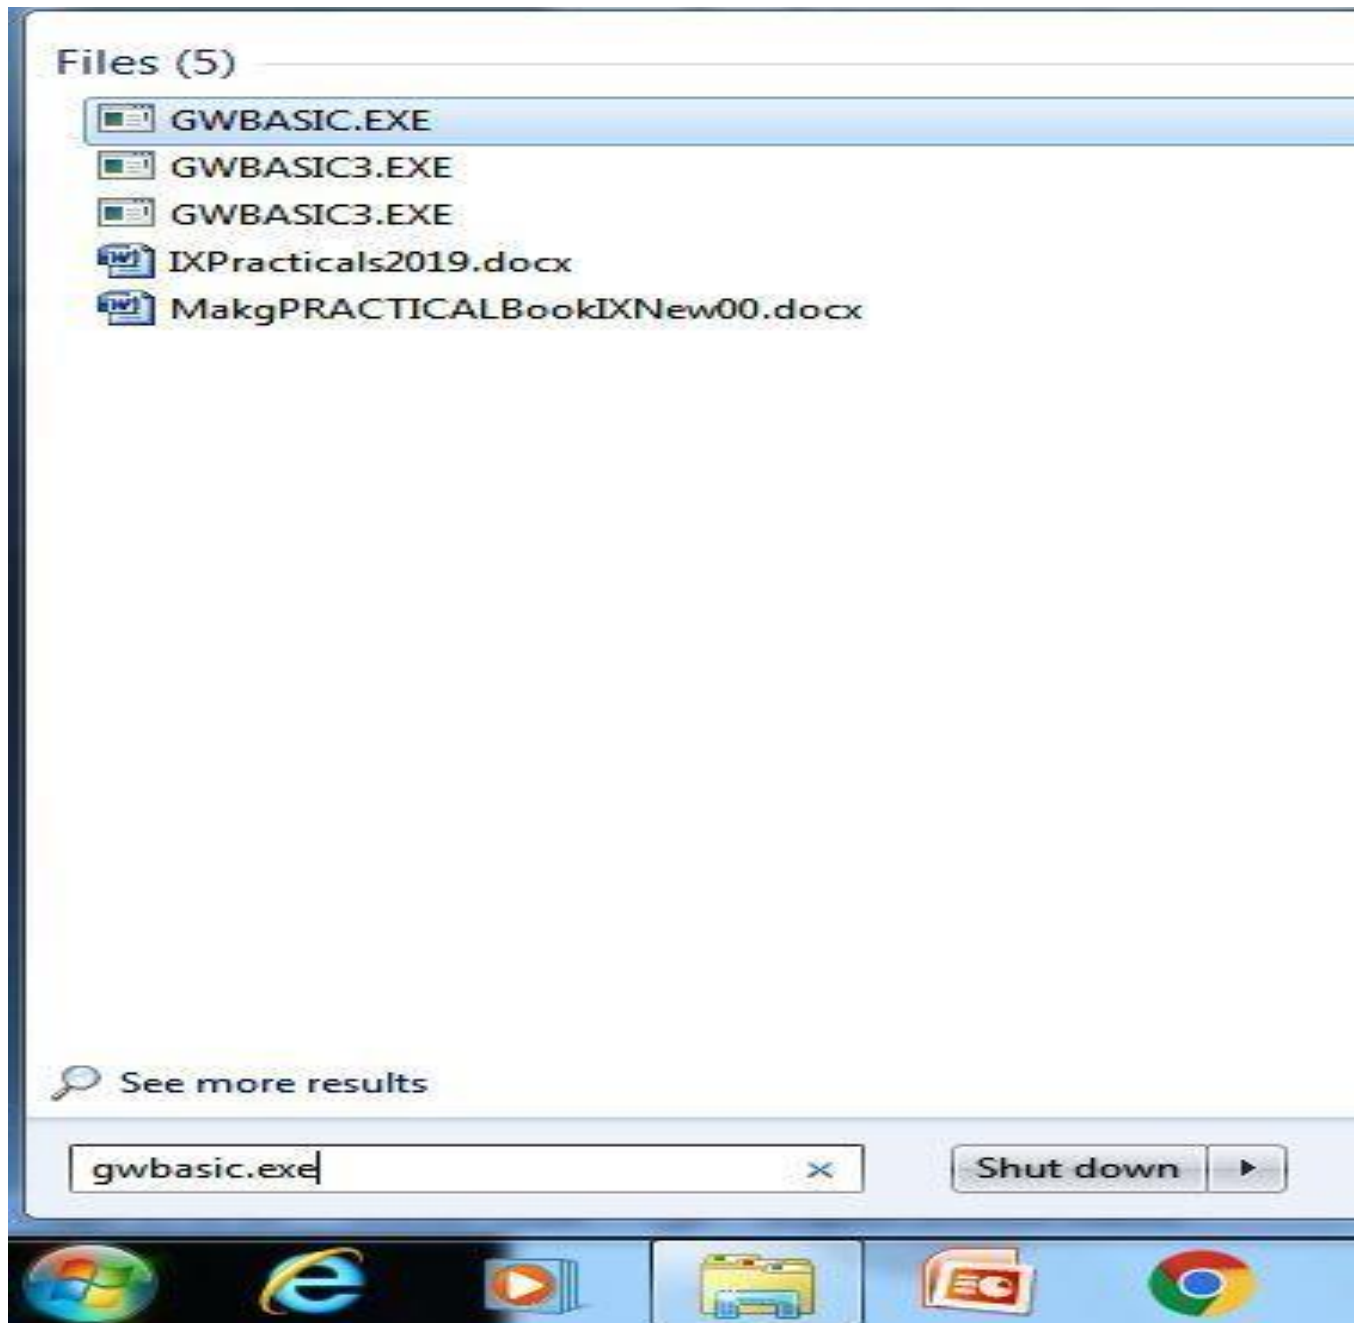 Files (5)
GWBASIC.EXE
GWBASIC3.EXE
GWBASIC3.EXE
IXPracticals2019.docx
MakgPRACTICALBookIXNew00.docx
See more results
gwbasic.exe
Shut down